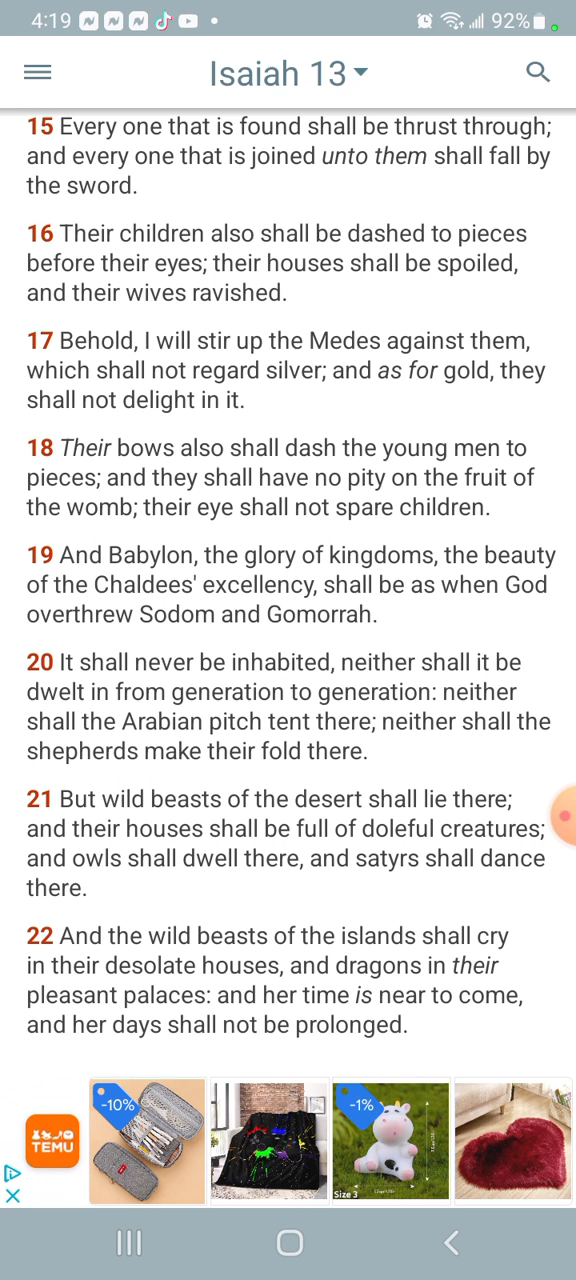 4:19
92%
Isaiah 13
15 Every one that is found shall be thrust through;
and every one that is joined unto them shall fall by
the sword.
16 Their children also shall be dashed to pieces
before their eyes; their houses shall be spoiled,
and their wives ravished.
17 Behold, I will stir up the Medes against them,
which shall not regard silver; and as for gold, they
shall not delight in it.
18 Their bows also shall dash the young men to
pieces; and they shall have no pity on the fruit of
the womb; their eye shall not spare children.
19 And Babylon, the glory of kingdoms, the beauty
of the Chaldees' excellency, shall be as when God
overthrew Sodom and Gomorrah.
20 It shall never be inhabited, neither shall it be
dwelt in from generation to generation: neither
shall the Arabian pitch tent there; neither shall the
shepherds make their fold there.
21 But wild beasts of the desert shall lie there;
and their houses shall be full of doleful creatures;
and owls shall dwell there, and satyrs shall dance
there.
22 And the wild beasts of the islands shall cry
in their desolate houses, and dragons in their
pleasant palaces: and her time is near to come,
and her days shall not be prolonged.
-10%
-1%
TEMU
Size 3